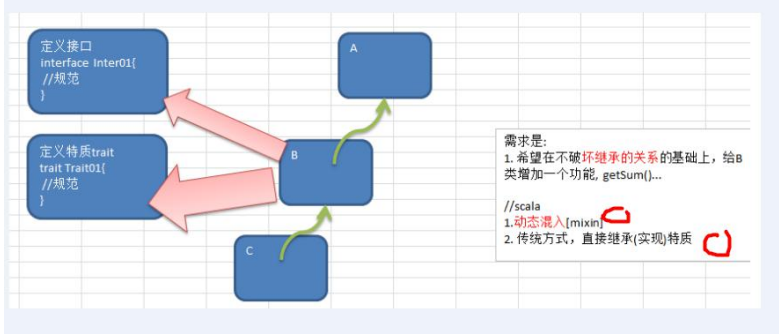 定义接口
interface Inter01{
//规范
}
A
定义特质trait
trait Trait01{
//规范
}
B
C
需求是:
1. 希望在不破坏继承的关系的基础上，给B
类增加一个功能, getSum()...
//scala
1.动态混入[mixin]
2. 传统方式，直接继承(实现)特质